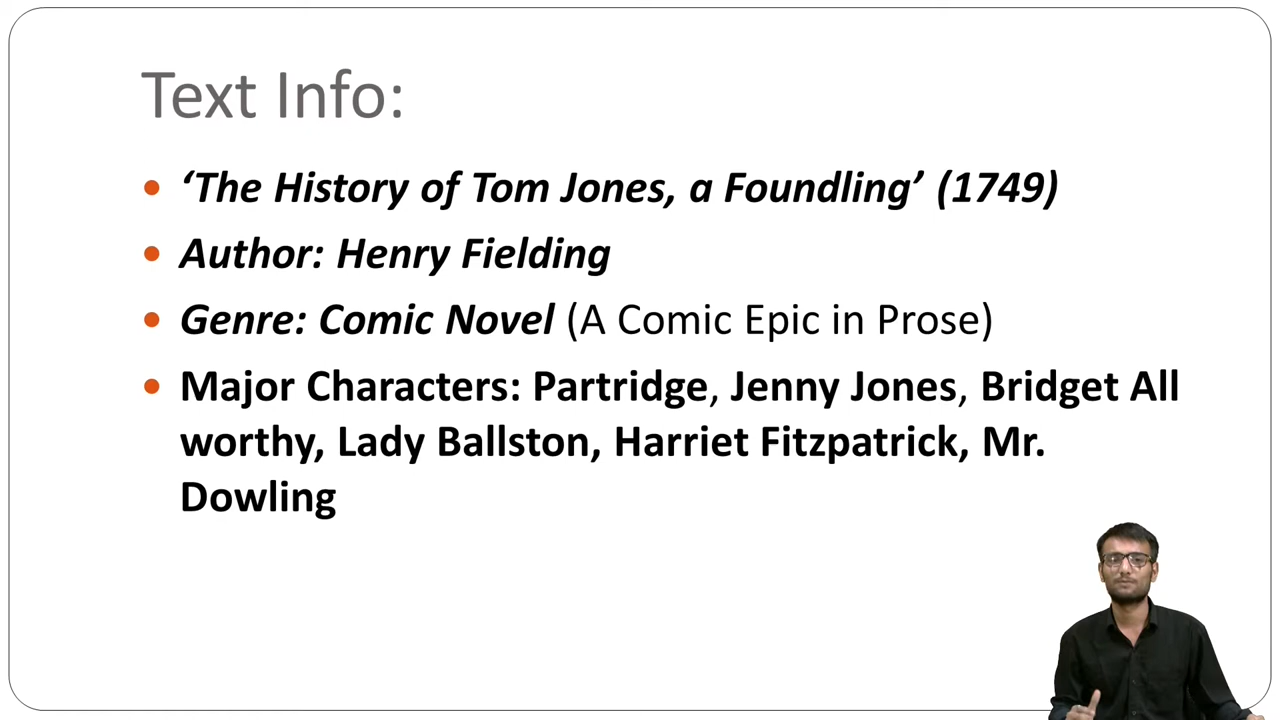 Text Info:
‘The History of Tom Jones, a Foundling’ (1749)
Author: Henry Fielding
Genre: Comic Novel (A Comic Epic in Prose)
Major Characters: Partridge, Jenny Jones, Bridget All
worthy, Lady Ballston, Harriet Fitzpatrick, Mr.
Dowling